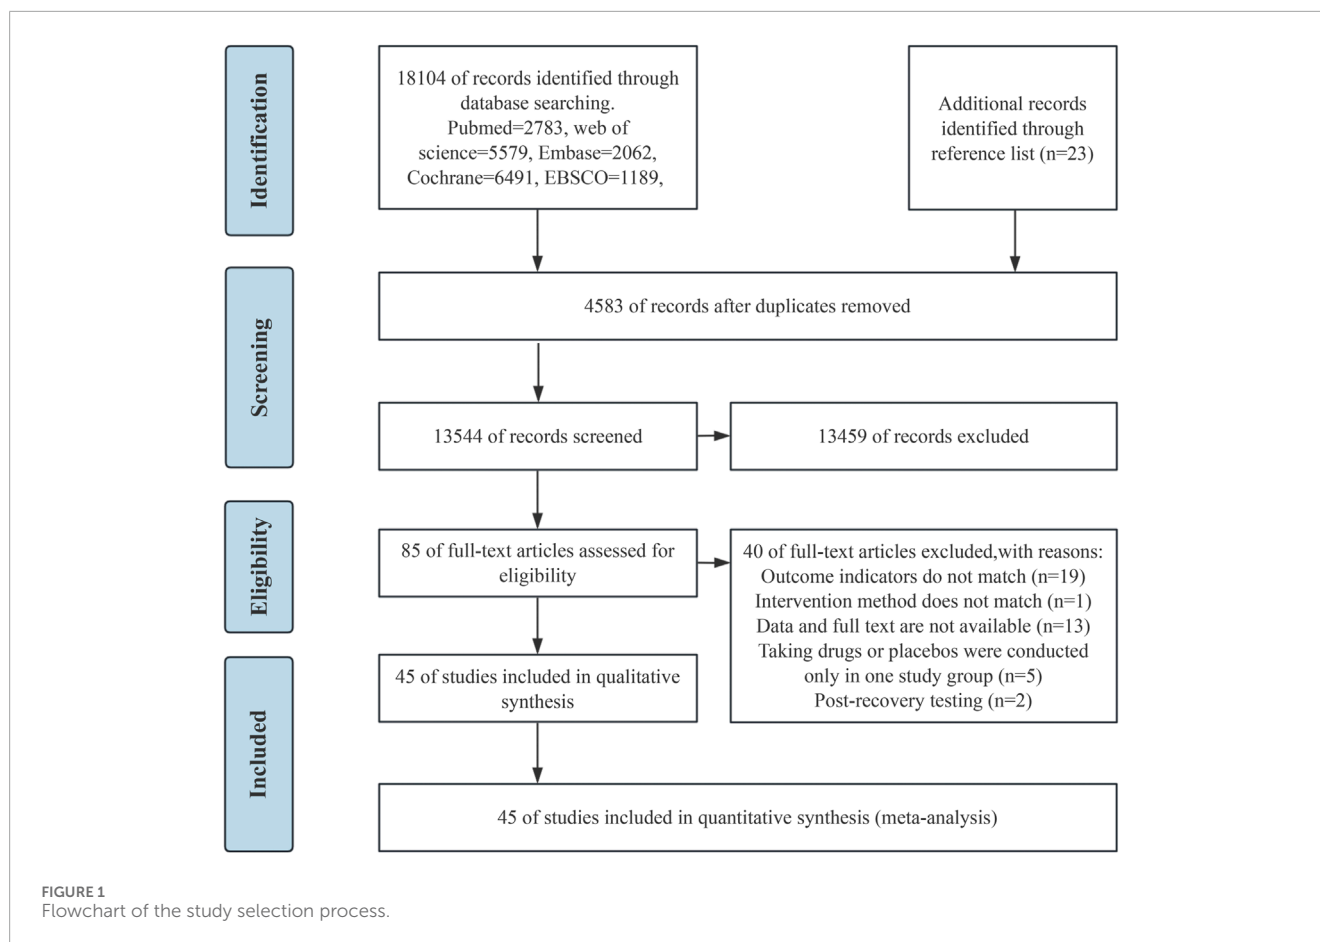 Identification
18104 of records identified through
database searching.
Pubmed=2783, web of
science=5579, Embase=2062,
Cochrane=6491, EBSCO=1189,
Additional records
identified through
reference list (n=23)
Screening
4583 of records after duplicates removed
13544 of records screened
13459 of records excluded
Eligibility
85 of full-text articles assessed for
eligibility
40 of full-text articles excluded,with reasons:
Outcome indicators do not match (n=19)
Intervention method does not match (n=1)
Data and full text are not available (n=13)
Taking drugs or placebos were conducted
only in one study group (n=5)
Post-recovery testing (n=2)
Included
45 of studies included in qualitative
synthesis
45 of studies included in quantitative synthesis (meta-analysis)
FIGURE 1
Flowchart of the study selection process.